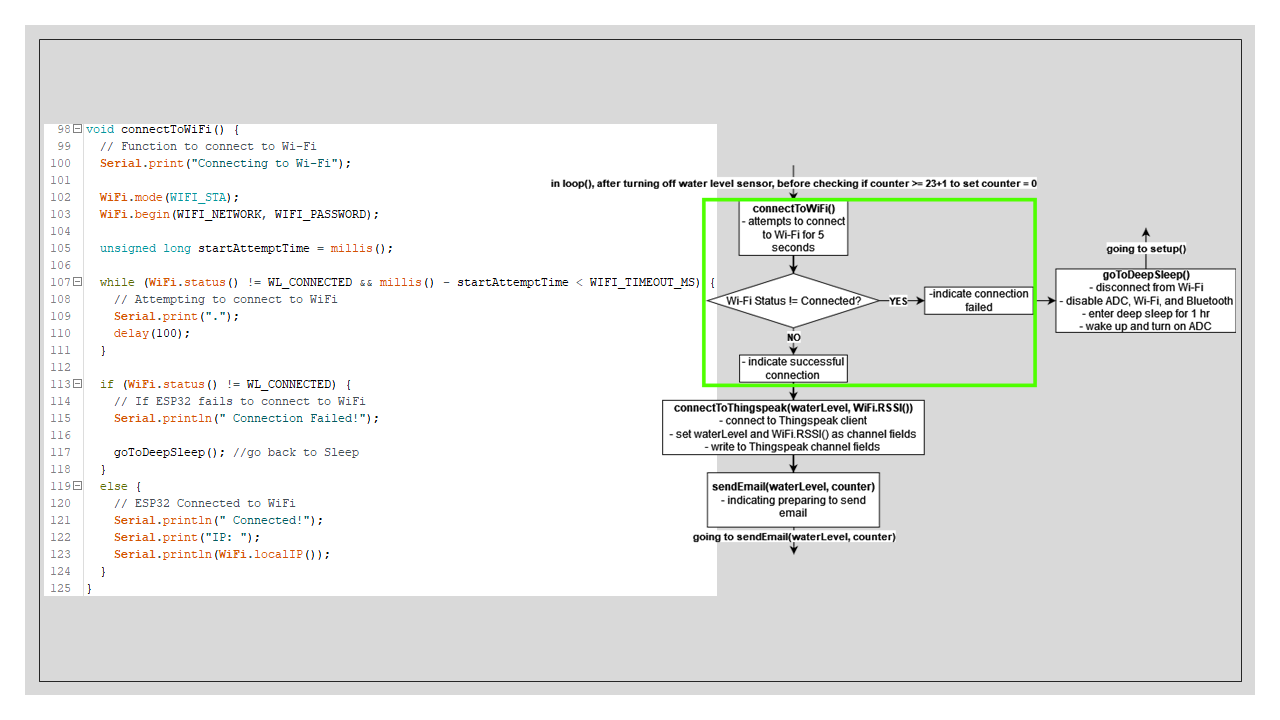 98 void connectToWiFi() {
99 // Function to connect to Wi-Fi
100 Serial.print("Connecting to Wi-Fi");
101
102 WiFi.mode(WIFI_STA);
103 WiFi.begin(WIFI_NETWORK, WIFI_PASSWORD);
104
105 unsigned long startAttemptTime = millis();
106
107 while (WiFi.status() != WL_CONNECTED && millis() - startAttemptTime < WIFI_TIMEOUT_MS) {
108 // Attempting to connect to WiFi
109 Serial.print(".");
110 delay(100);
111 }
112
113 if (WiFi.status() != WL_CONNECTED) {
114 // If ESP32 fails to connect to WiFi
115 Serial.println(" Connection Failed!");
116
117 goToDeepSleep(); //go back to Sleep
118 }
119 else {
120 // ESP32 Connected to WiFi
121 Serial.println(" Connected!");
122 Serial.print("IP: ");
123 Serial.println(WiFi.localIP());
124 }
125 }
in loop(), after turning off water level sensor, before checking if counter >= 23+1 to set counter = 0
connectToWiFi()
- attempts to connect
to Wi-Fi for 5
seconds
Wi-Fi Status != Connected?
YES
-indicate connection
failed
going to setup()
goToDeepSleep()
- disconnect from Wi-Fi
- disable ADC, Wi-Fi, and Bluetooth
- enter deep sleep for 1 hr
- wake up and turn on ADC
NO
- indicate successful
connection
connectToThingspeak(waterLevel, WiFi.RSSI())
- connect to Thingspeak client
- set waterLevel and WiFi.RSSI() as channel fields
- write to Thingspeak channel fields
sendEmail(waterLevel, counter)
- indicating preparing to send
email
going to sendEmail(waterLevel, counter)